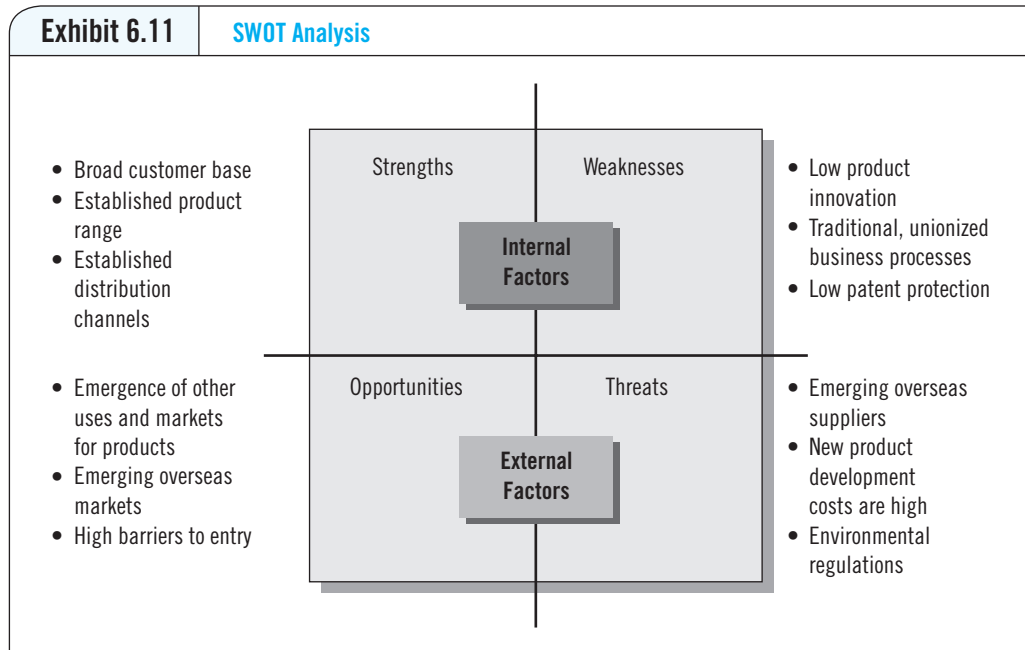 Exhibit 6.11
SWOT Analysis
• Broad customer base
• Established product
range
• Established
distribution
channels
Strengths
Weaknesses
• Low product
innovation
• Traditional, unionized
business processes
• Low patent protection
Internal
Factors
• Emergence of other
uses and markets
for products
• Emerging overseas
markets
• High barriers to entry
Opportunities
Threats
• Emerging overseas
suppliers
• New product
development
costs are high
• Environmental
regulations
External
Factors